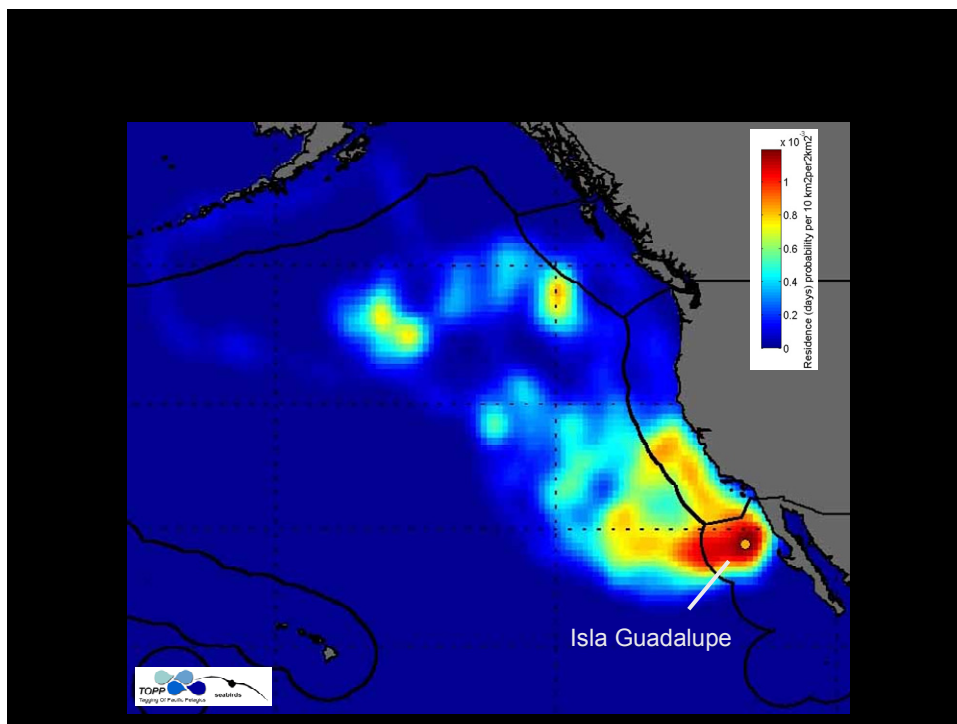 x 10
3
1
0.8
0.6
0.4
0.2
0
Residence (days) probability per 10 km2per2km2
Isla Guadalupe
TOPP
seabirds
Tagging Of Pacific Pelagics